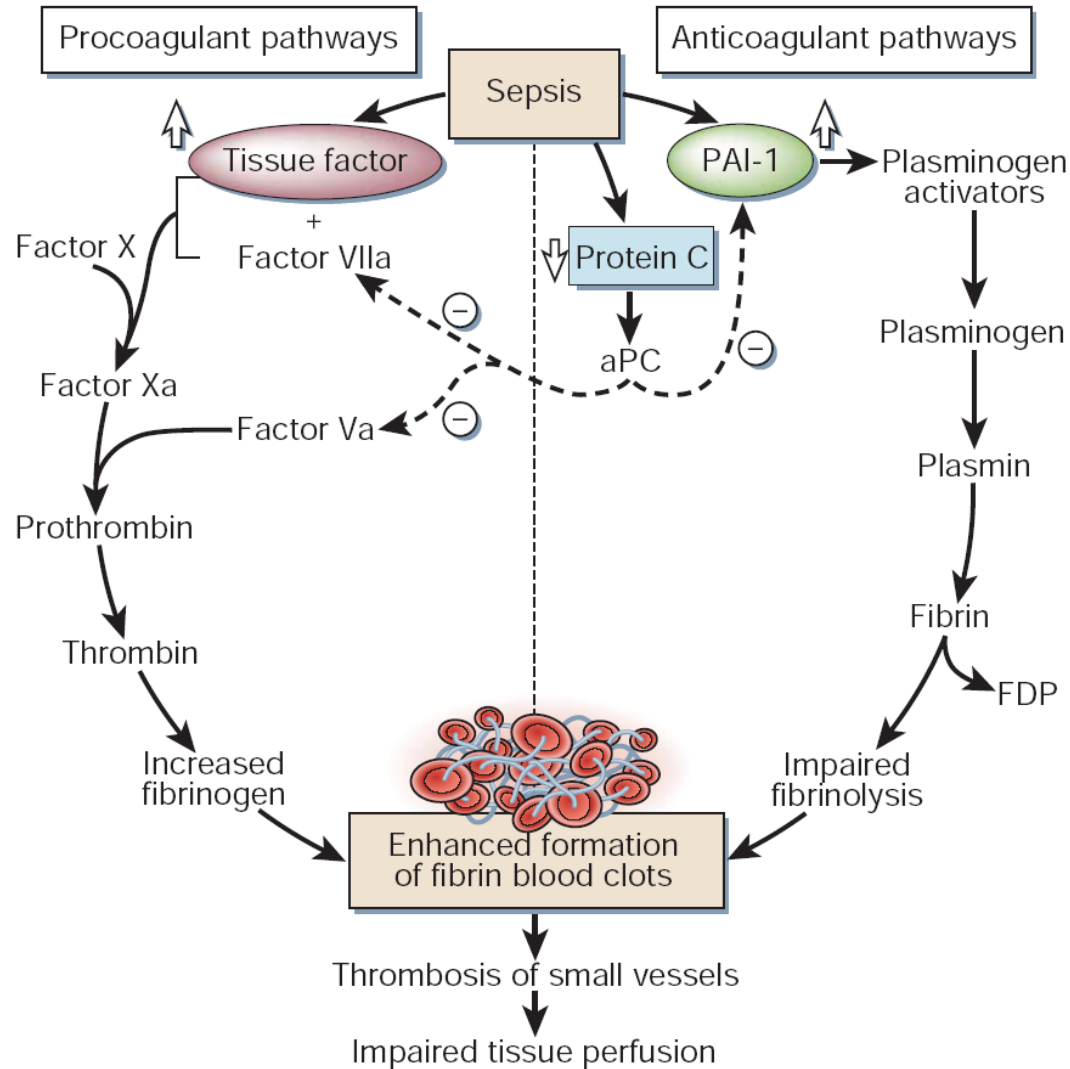 Procoagulant pathways
Anticoagulant pathways
Sepsis
Tissue factor
PAI-1
Plasminogen
activators
+
Factor X
Factor VIIa
Protein C
−
−
aPC
Plasminogen
Factor Xa
−
Factor Va
Plasmin
Prothrombin
Fibrin
Thrombin
FDP
Increased
fibrinogen
Impaired
fibrinolysis
Enhanced formation
of fibrin blood clots
Thrombosis of small vessels
Impaired tissue perfusion